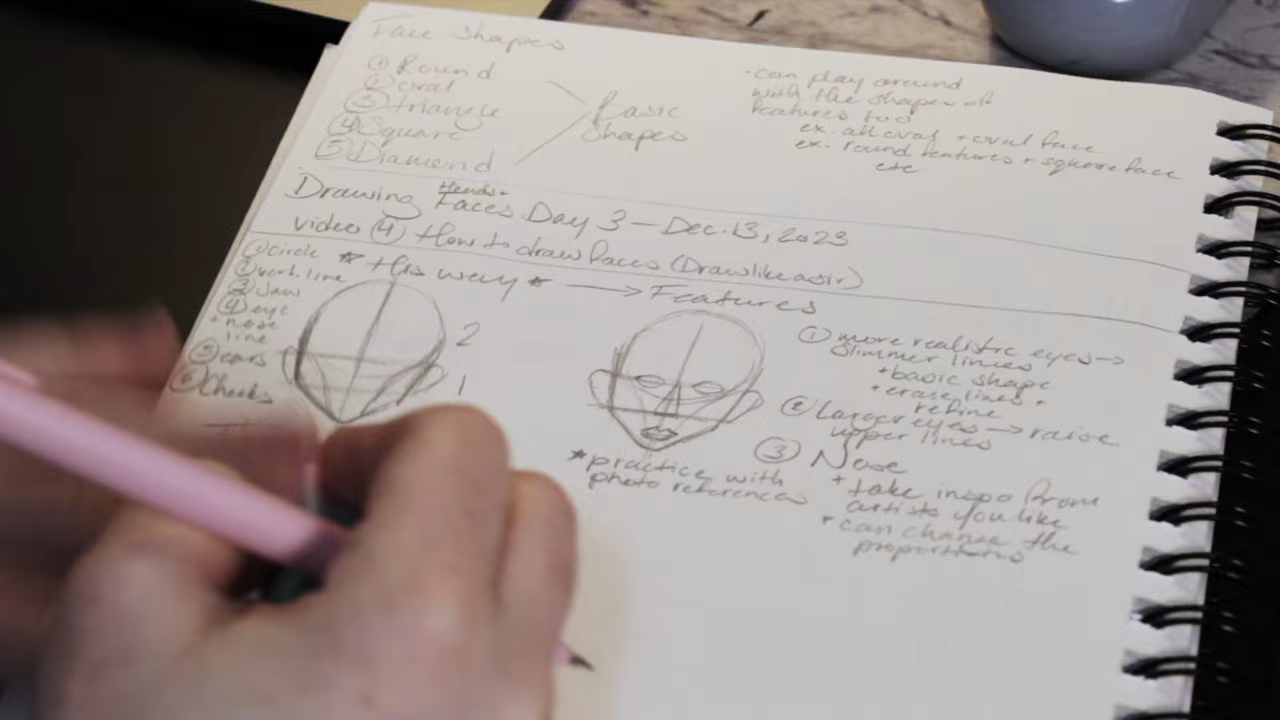 Face shapes
① Round
② oval
③ triangle
④ Square
⑤ Diamond
Basic
Shapes
• can play around
with the shapes of
features too
ex. all oval + oval face
ex. round features + square face
etc
Drawing Heads + Faces Day 3 – Dec. 13, 2023
video ④ How to draw faces (Drawlikeasir)
① circle
② vert. line
③ Jaw
④ eye
+ nose
line
⑤ ears
⑥ Cheeks
* this way * → Features
2
1
① more realistic eyes →
Slimmer lines
+ basic shape
+ erase lines +
refine
② Larger eyes → raise
upper lines
③ Nose
+ take inspo from
artists you like
+ can change the
proportions
* practice with
photo references